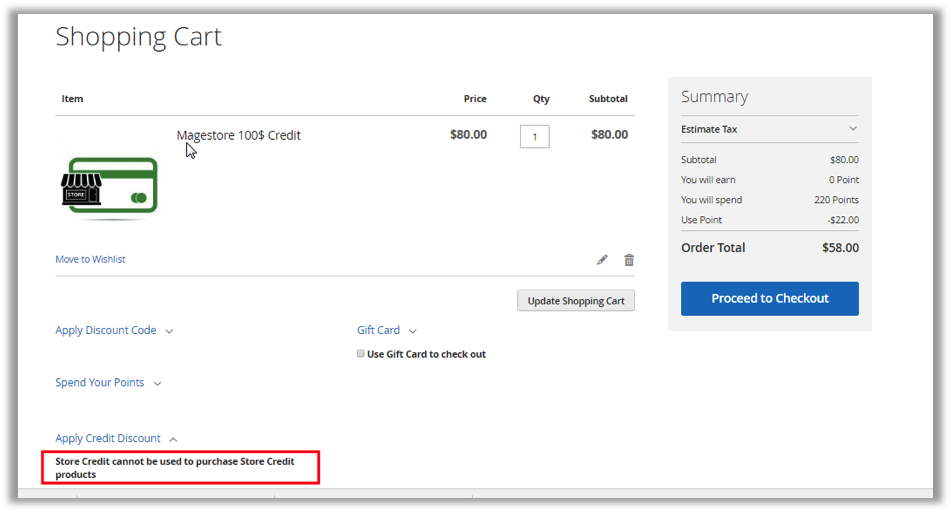 Shopping Cart
Item Price Qty Subtotal
Magestore 100$ Credit $80.00 1 $80.00
STORE
Move to Wishlist
Update Shopping Cart
Apply Discount Code
Gift Card
Use Gift Card to check out
Spend Your Points
Apply Credit Discount
Store Credit cannot be used to purchase Store Credit
products
Summary
Estimate Tax
Subtotal $80.00
You will earn 0 Point
You will spend 220 Points
Use Point -$22.00
Order Total $58.00
Proceed to Checkout